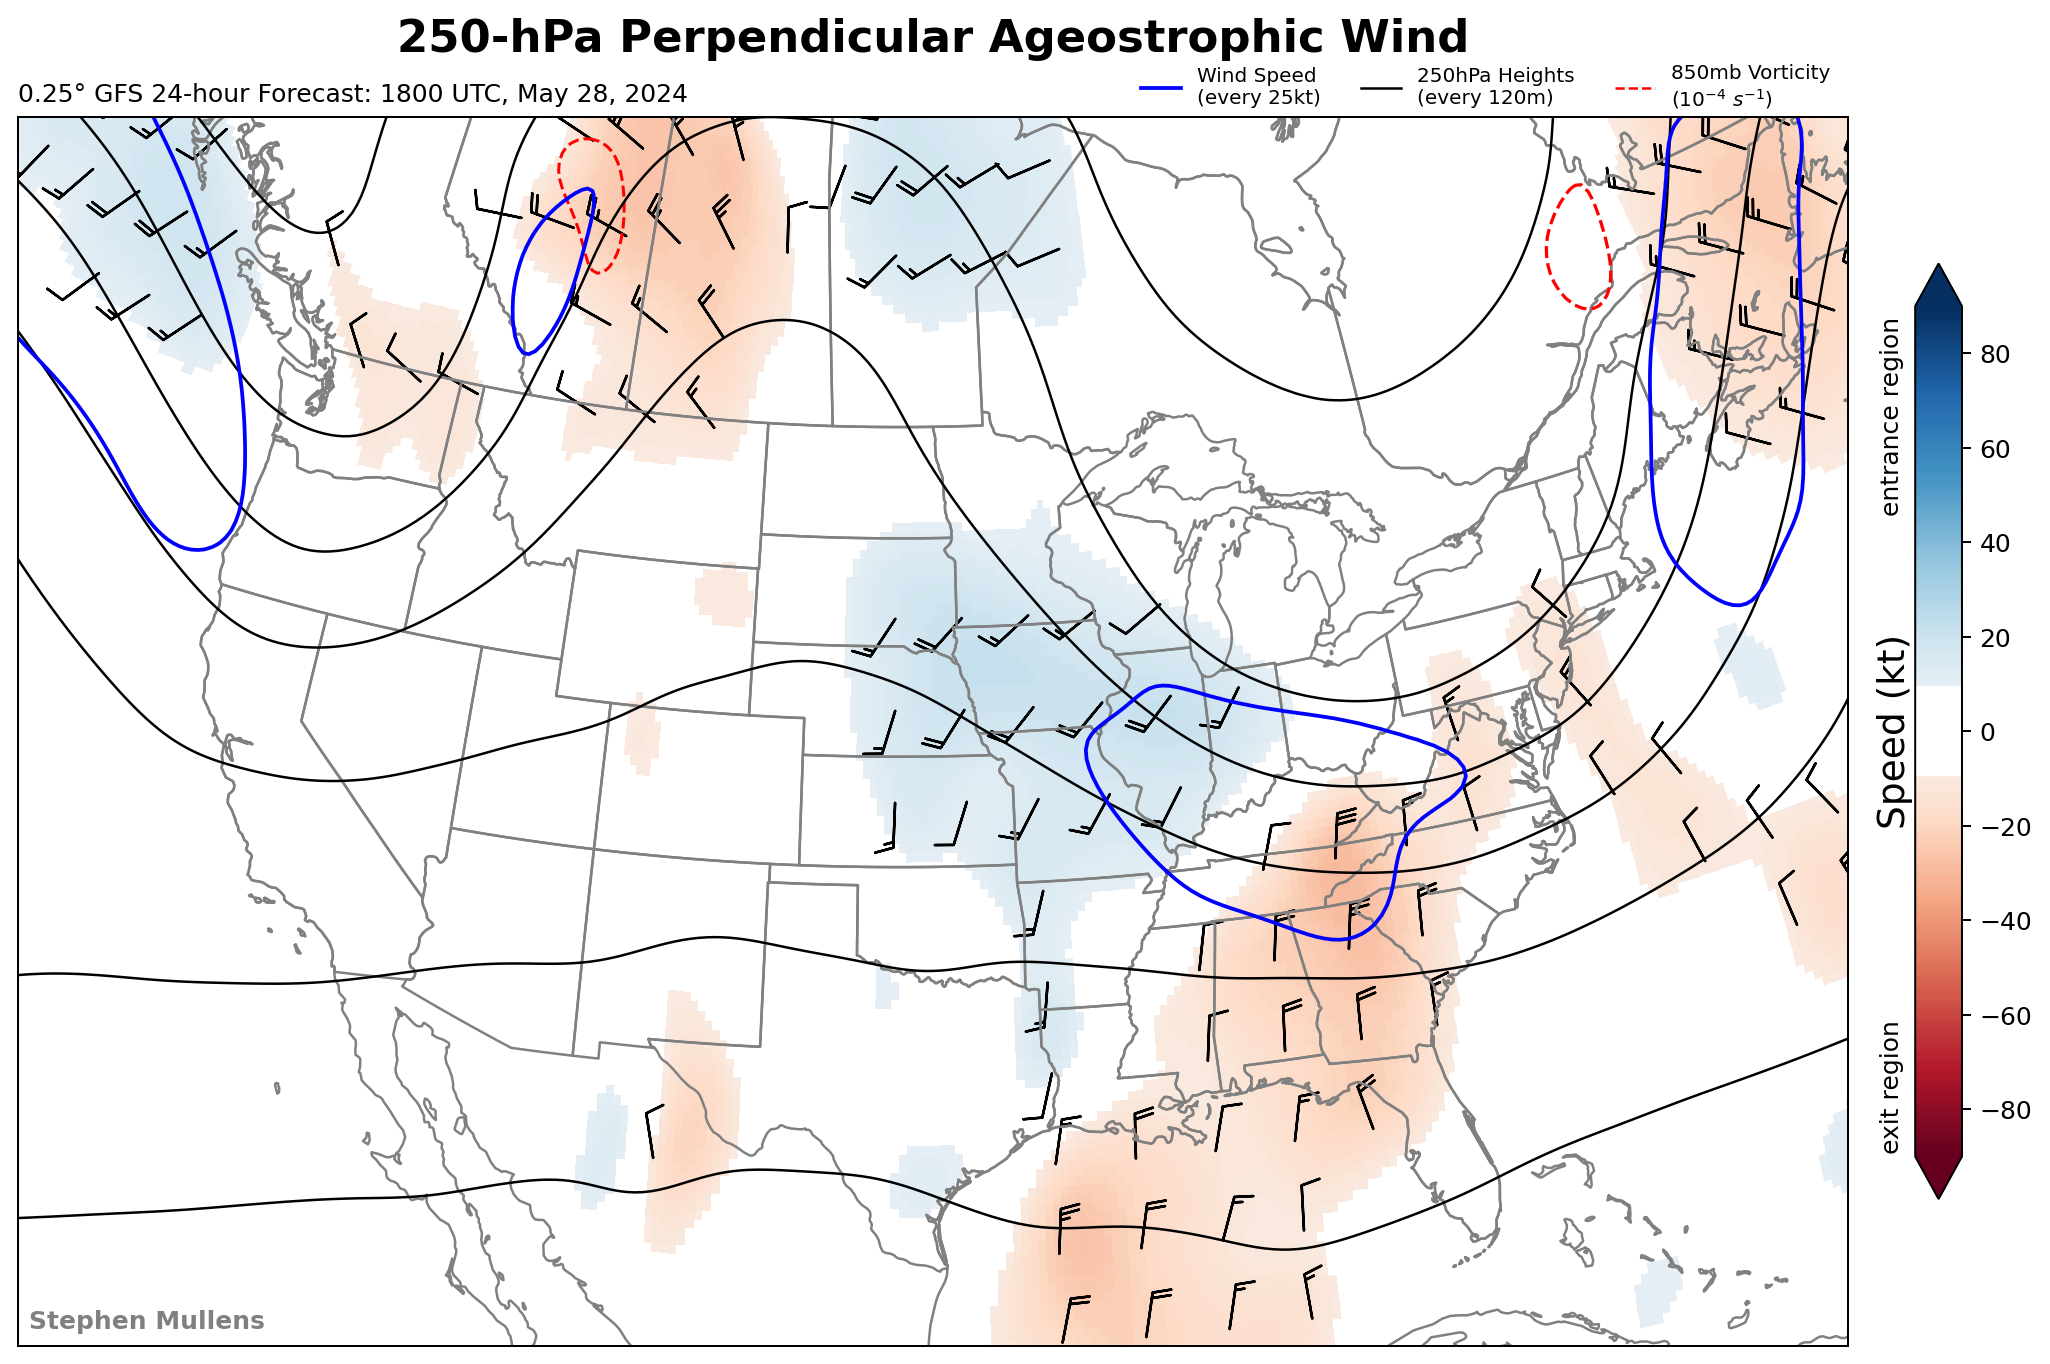 250-hPa Perpendicular Ageostrophic Wind
0.25° GFS 24-hour Forecast: 1800 UTC, May 28, 2024
Wind Speed
(every 25kt)
250hPa Heights
(every 120m)
850mb Vorticity
(10⁻⁴ s⁻¹)
entrance region
Speed (kt)
exit region
80
60
40
20
0
−20
−40
−60
−80
Stephen Mullens